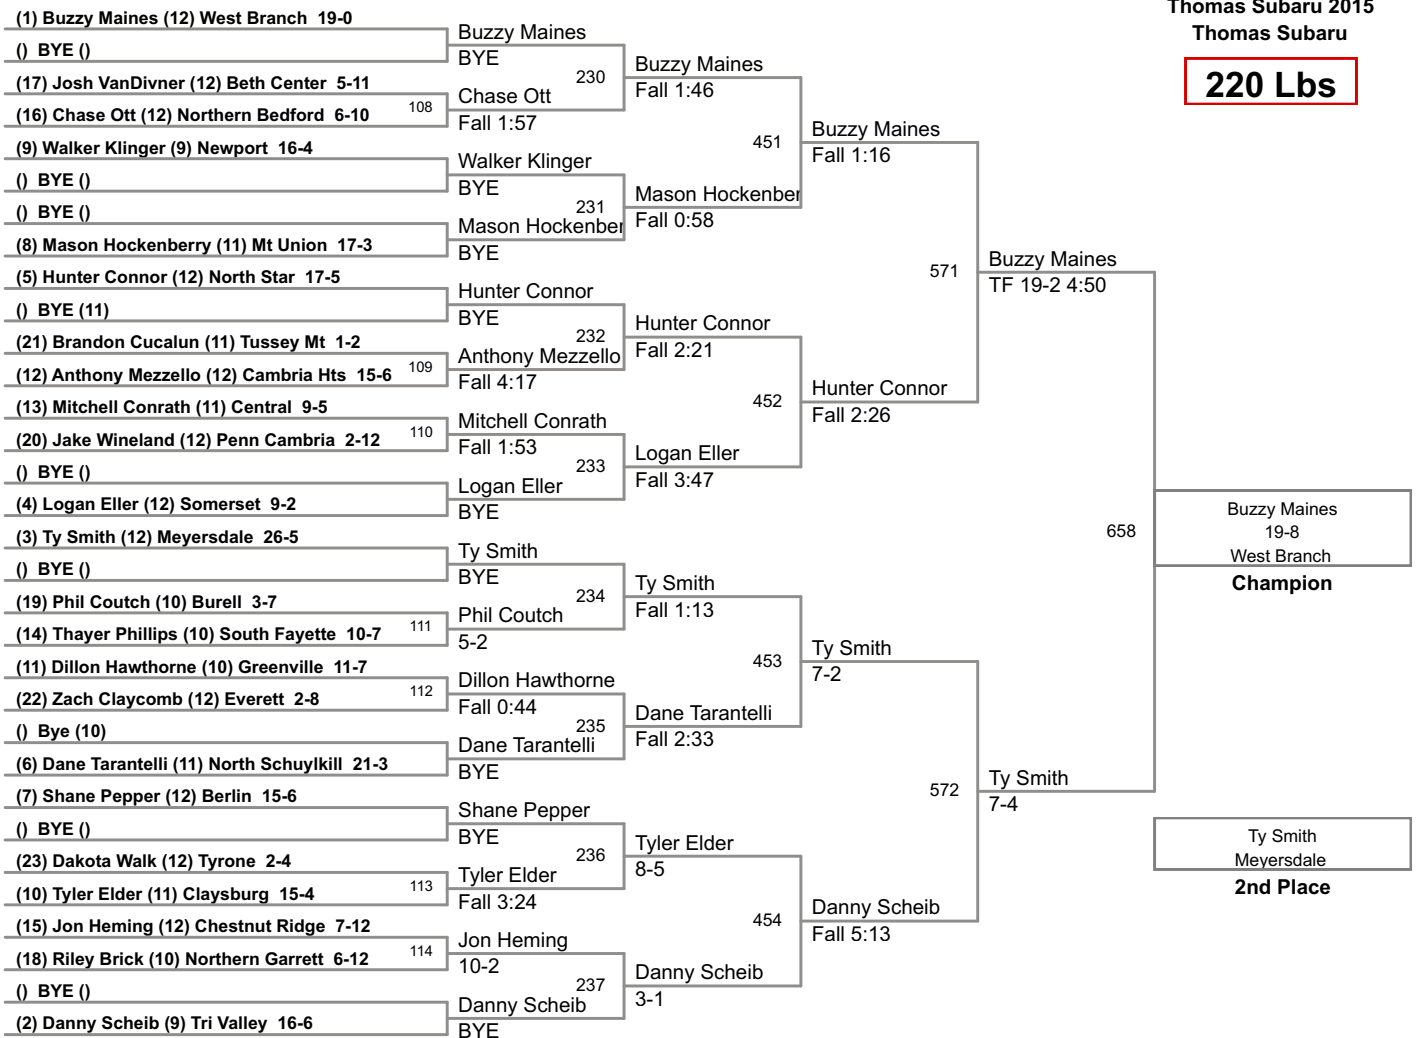 Thomas Subaru 2015
Thomas Subaru
220 Lbs
(1) Buzzy Maines (12) West Branch 19-0
() BYE ()
(17) Josh VanDivner (12) Beth Center 5-11
(16) Chase Ott (12) Northern Bedford 6-10
(9) Walker Klinger (9) Newport 16-4
() BYE ()
() BYE ()
(8) Mason Hockenberry (11) Mt Union 17-3
(5) Hunter Connor (12) North Star 17-5
() BYE (11)
(21) Brandon Cucalun (11) Tussey Mt 1-2
(12) Anthony Mezzello (12) Cambria Hts 15-6
(13) Mitchell Conrath (11) Central 9-5
(20) Jake Wineland (12) Penn Cambria 2-12
() BYE ()
(4) Logan Eller (12) Somerset 9-2
(3) Ty Smith (12) Meyersdale 26-5
() BYE ()
(19) Phil Coutch (10) Burell 3-7
(14) Thayer Phillips (10) South Fayette 10-7
(11) Dillon Hawthorne (10) Greenville 11-7
(22) Zach Claycomb (12) Everett 2-8
() Bye (10)
(6) Dane Tarantelli (11) North Schuylkill 21-3
(7) Shane Pepper (12) Berlin 15-6
() BYE ()
(23) Dakota Walk (12) Tyrone 2-4
(10) Tyler Elder (11) Claysburg 15-4
(15) Jon Heming (12) Chestnut Ridge 7-12
(18) Riley Brick (10) Northern Garrett 6-12
() BYE ()
(2) Danny Scheib (9) Tri Valley 16-6
108
109
110
111
112
113
114
Buzzy Maines
BYE
Chase Ott
Fall 1:57
Walker Klinger
BYE
Mason Hockenber
BYE
Hunter Connor
BYE
Anthony Mezzello
Fall 4:17
Mitchell Conrath
Fall 1:53
Logan Eller
BYE
Ty Smith
BYE
Phil Coutch
5-2
Dillon Hawthorne
Fall 0:44
Dane Tarantelli
BYE
Shane Pepper
BYE
Tyler Elder
Fall 3:24
Jon Heming
10-2
Danny Scheib
BYE
230
231
232
233
234
235
236
237
Buzzy Maines
Fall 1:46
Mason Hockenber
Fall 0:58
Hunter Connor
Fall 2:21
Logan Eller
Fall 3:47
Ty Smith
Fall 1:13
Dane Tarantelli
Fall 2:33
Tyler Elder
8-5
Danny Scheib
3-1
451
452
453
454
Buzzy Maines
Fall 1:16
Hunter Connor
Fall 2:26
Ty Smith
7-2
Danny Scheib
Fall 5:13
571
572
Buzzy Maines
TF 19-2 4:50
Ty Smith
7-4
658
Buzzy Maines
19-8
West Branch
Champion
Ty Smith
Meyersdale
2nd Place